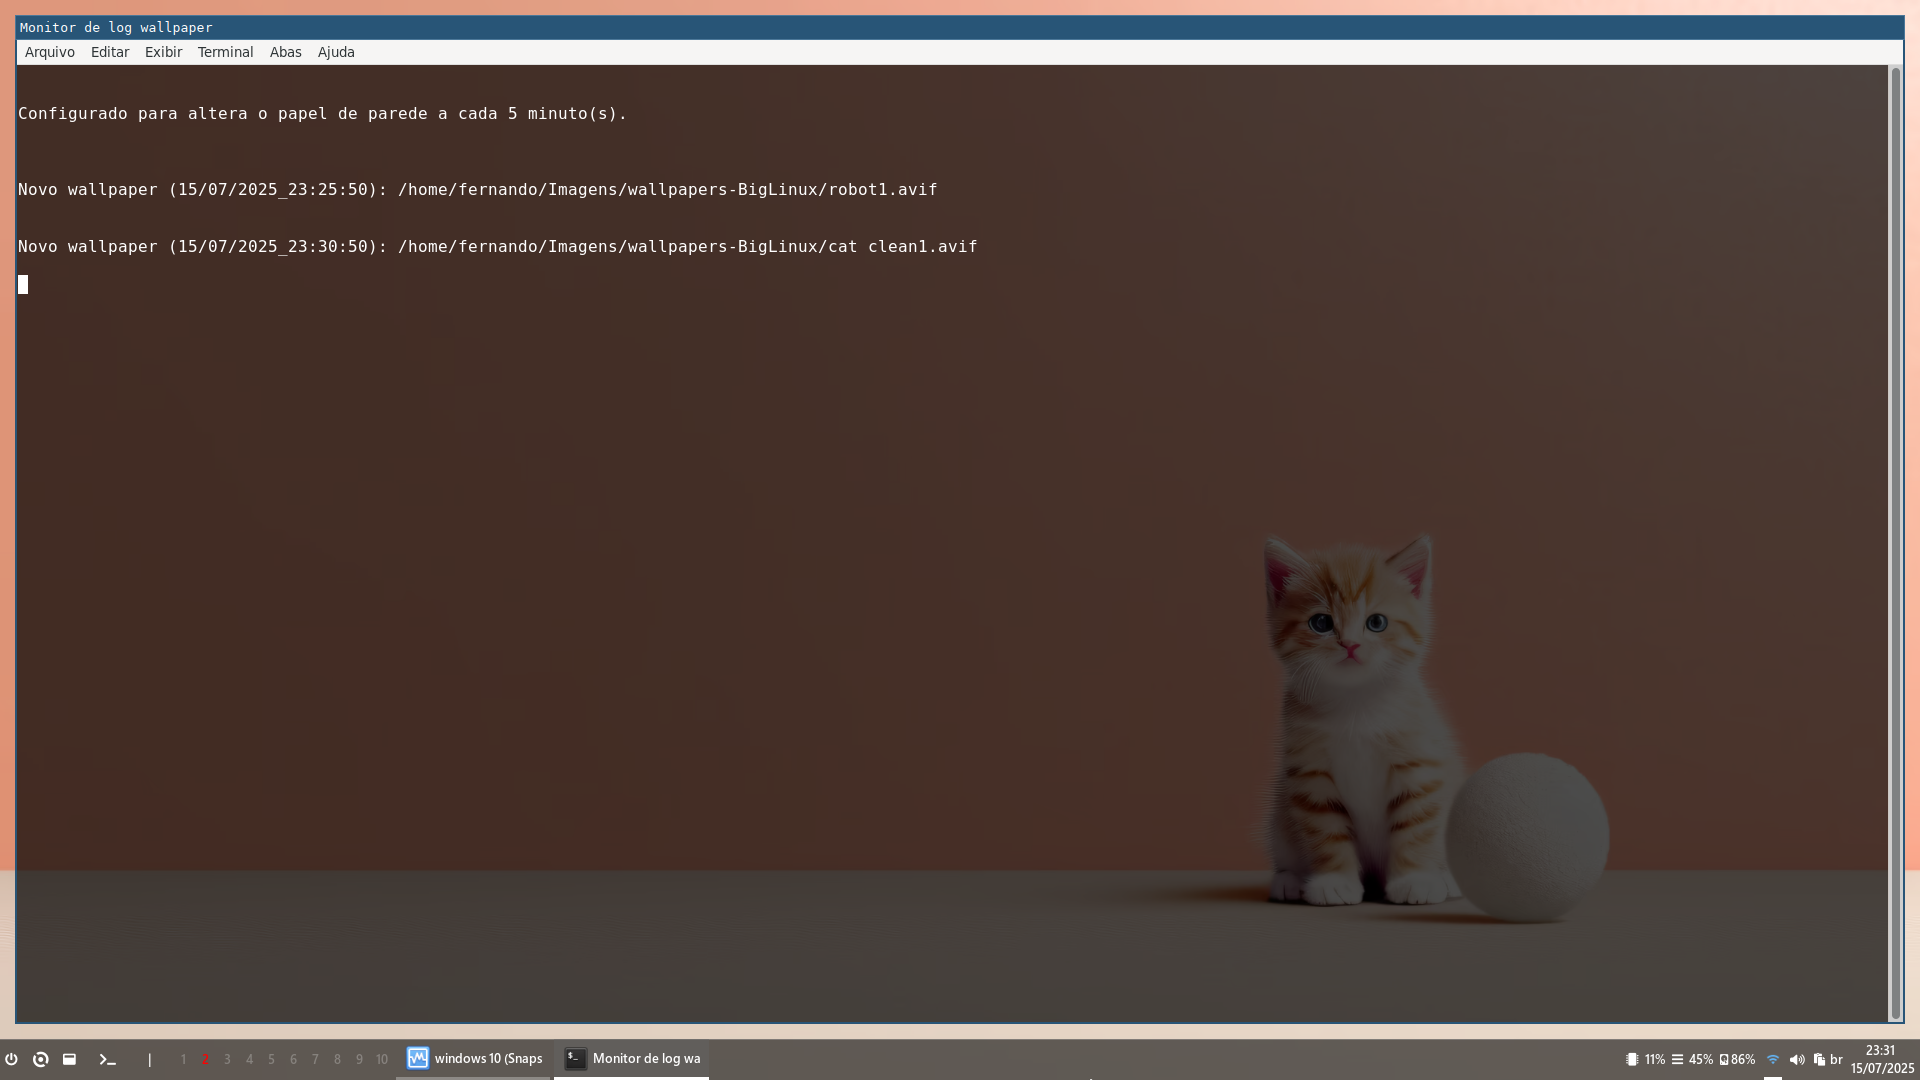 Monitor de log wallpaper
Arquivo Editar Exibir Terminal Abas Ajuda
Configurado para altera o papel de parede a cada 5 minuto(s).
Novo wallpaper (15/07/2025_23:25:50): /home/fernando/Imagens/wallpapers-BigLinux/robot1.avif
Novo wallpaper (15/07/2025_23:30:50): /home/fernando/Imagens/wallpapers-BigLinux/cat clean1.avif
| 1 2 3 4 5 6 7 8 9 10 windows 10 (Snaps $_ Monitor de log wa 11% 45% 86% br 23:31
15/07/2025